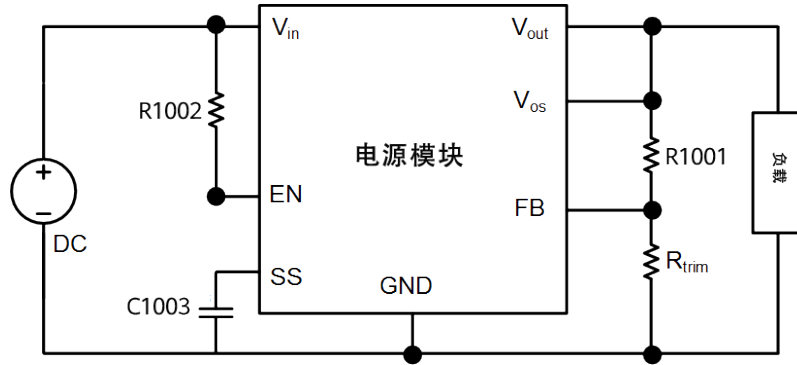 Vin
Vout
R1002
Vos
电源模块
R1001
负载
EN
FB
+
−
DC
SS
GND
Rtrim
C1003